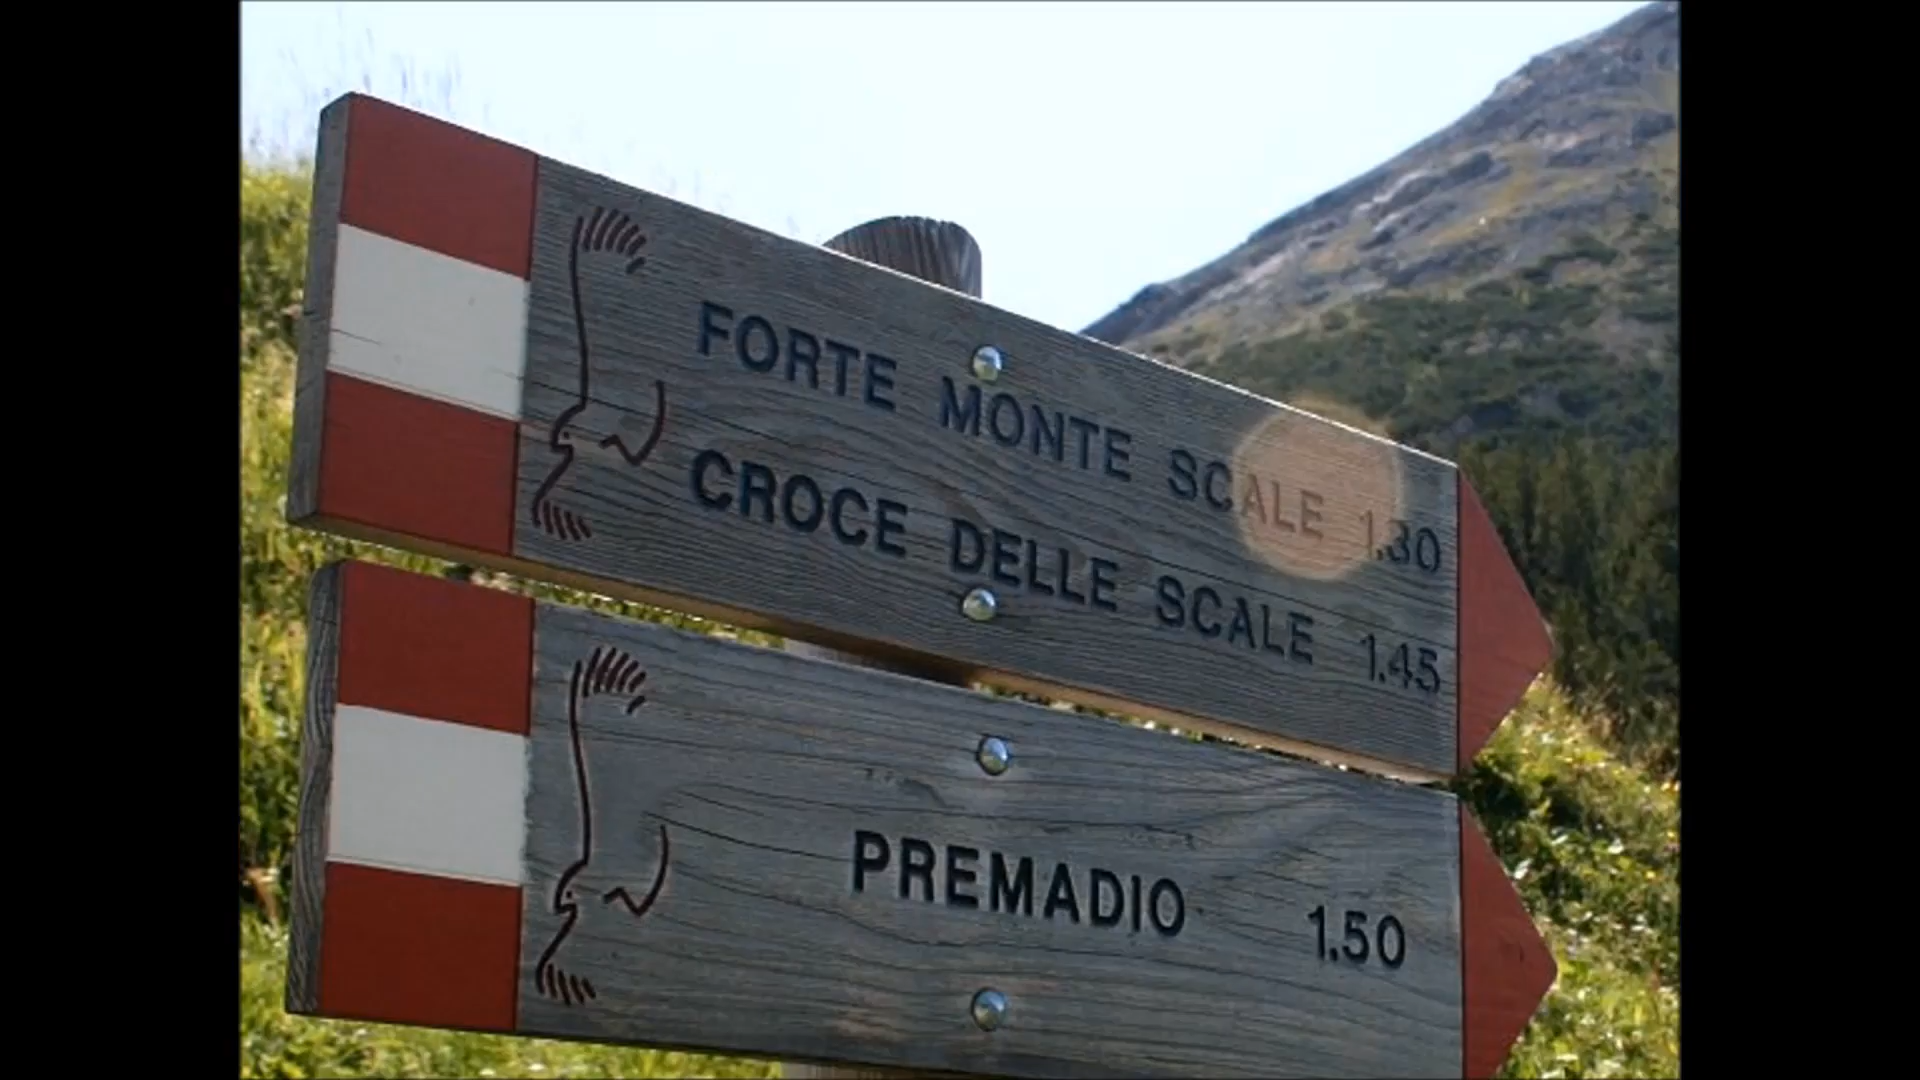 FORTE MONTE SCALE 1.30
CROCE DELLE SCALE 1.45
PREMADIO 1.50